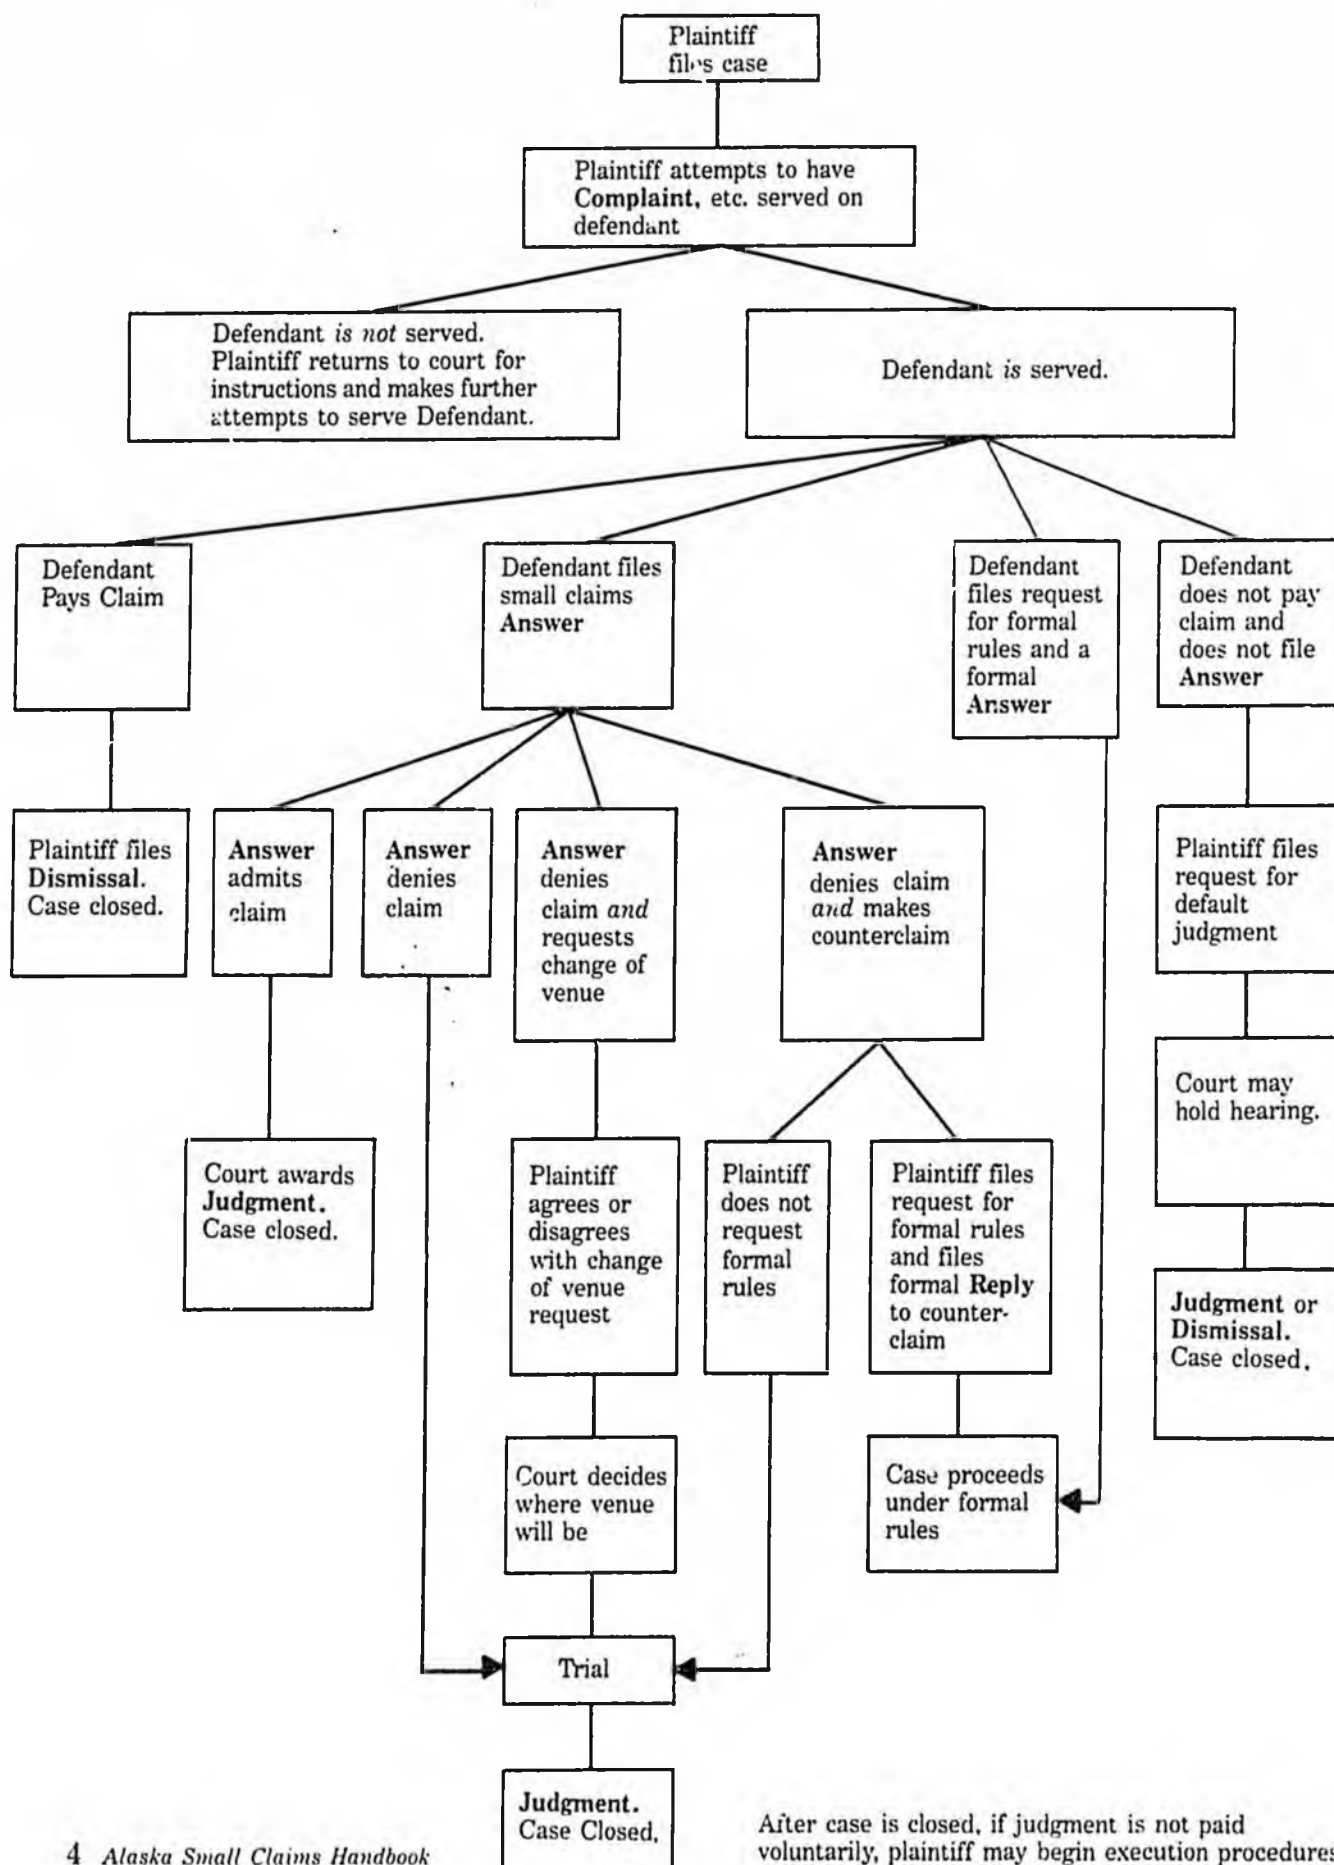 Plaintiff
files case
Plaintiff attempts to have
Complaint, etc. served on
defendant
Defendant is not served.
Plaintiff returns to court for
instructions and makes further
attempts to serve Defendant.
Defendant is served.
Defendant
Pays Claim
Defendant files
small claims
Answer
Defendant
files request
for formal
rules and a
formal
Answer
Defendant
does not pay
claim and
does not file
Answer
Plaintiff files
Dismissal.
Case closed.
Answer
admits
claim
Answer
denies
claim
Answer
denies
claim and
requests
change of
venue
Answer
denies claim
and makes
counterclaim
Plaintiff files
request for
default
judgment
Court may
hold hearing.
Court awards
Judgment.
Case closed.
Plaintiff
agrees or
disagrees
with change
of venue
request
Plaintiff
does not
request
formal
rules
Plaintiff files
request for
formal rules
and files
formal Reply
to counter-
claim
Judgment or
Dismissal.
Case closed.
Court decides
where venue
will be
Case proceeds
under formal
rules
Trial
Judgment.
Case Closed.
After case is closed, if judgment is not paid
voluntarily, plaintiff may begin execution procedures
4 Alaska Small Claims Handbook